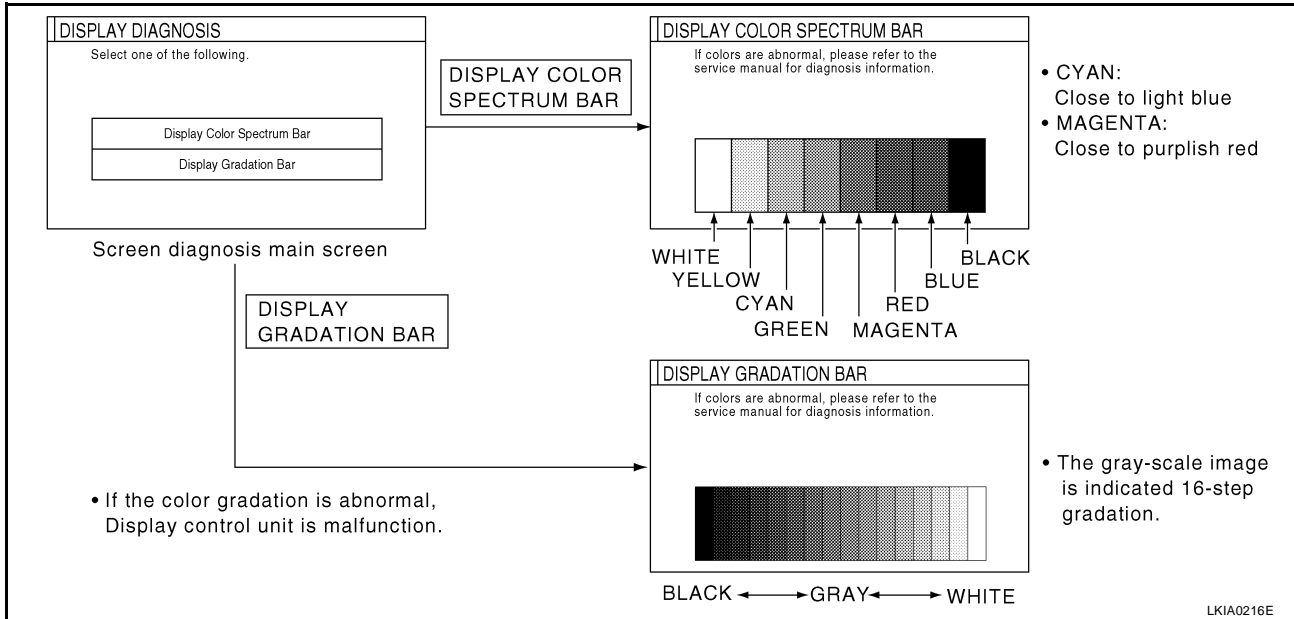 DISPLAY DIAGNOSIS
Select one of the following.
Display Color Spectrum Bar
Display Gradation Bar
Screen diagnosis main screen
DISPLAY COLOR
SPECTRUM BAR
DISPLAY COLOR SPECTRUM BAR
If colors are abnormal, please refer to the
service manual for diagnosis information.
WHITE
YELLOW
CYAN
GREEN
MAGENTA
RED
BLUE
BLACK
• CYAN:
Close to light blue
• MAGENTA:
Close to purplish red
DISPLAY
GRADATION BAR
• If the color gradation is abnormal,
Display control unit is malfunction.
DISPLAY GRADATION BAR
If colors are abnormal, please refer to the
service manual for diagnosis information.
BLACK GRAY WHITE
• The gray-scale image
is indicated 16-step
gradation.
LKIA0216E